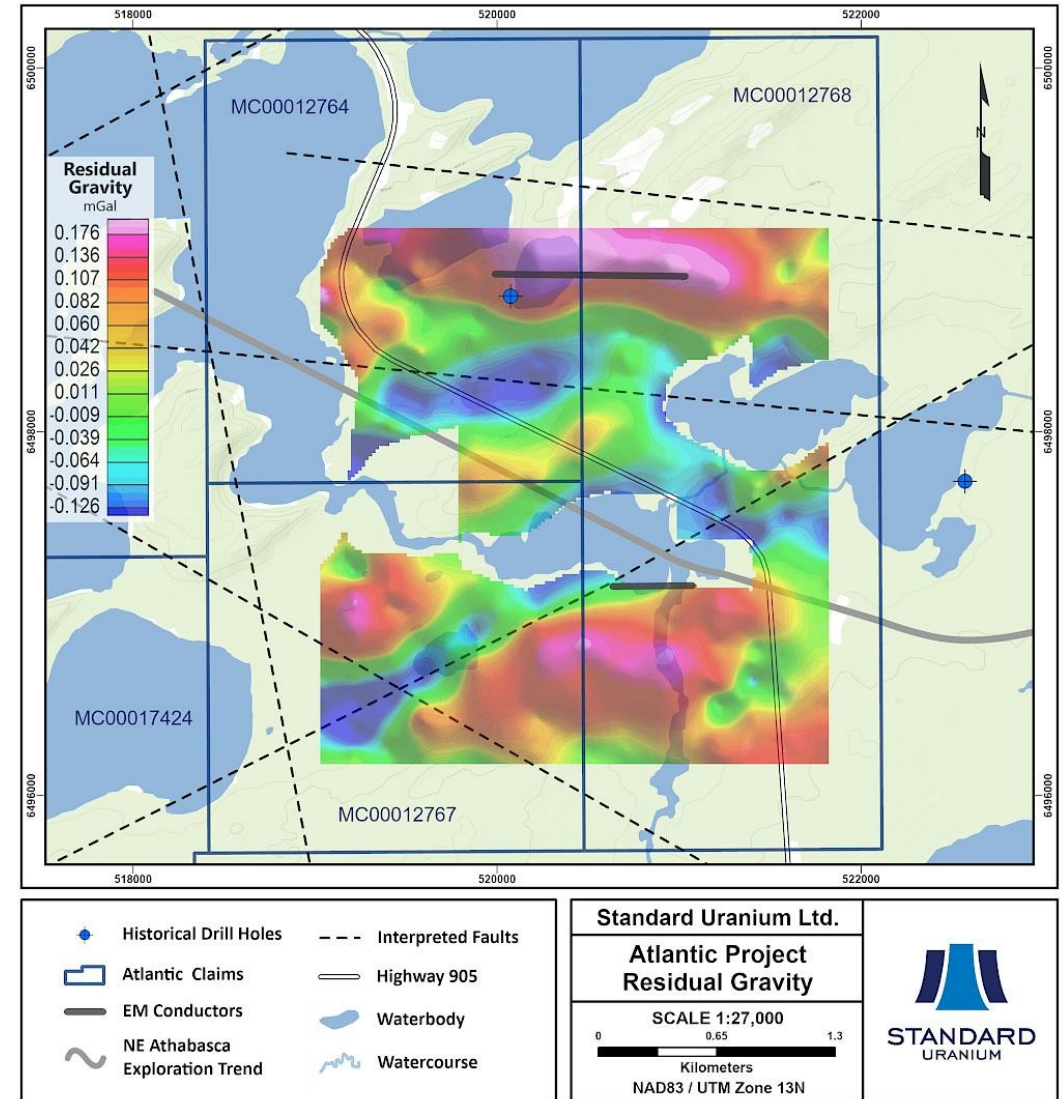 518000
520000
522000
6500000
6500000
MC00012764
MC00012768
N
Residual
Gravity
mGal
0.176
0.136
0.107
0.082
0.060
0.042
0.026
0.011
-0.009
-0.039
-0.064
-0.091
-0.126
6498000
6498000
MC00017424
MC00012767
6496000
6496000
518000
520000
522000
Historical Drill Holes
Atlantic Claims
EM Conductors
NE Athabasca
Exploration Trend
Interpreted Faults
Highway 905
Waterbody
Watercourse
Standard Uranium Ltd.
Atlantic Project
Residual Gravity
SCALE 1:27,000
0 0.65 1.3
Kilometers
NAD83 / UTM Zone 13N
STANDARD
URANIUM